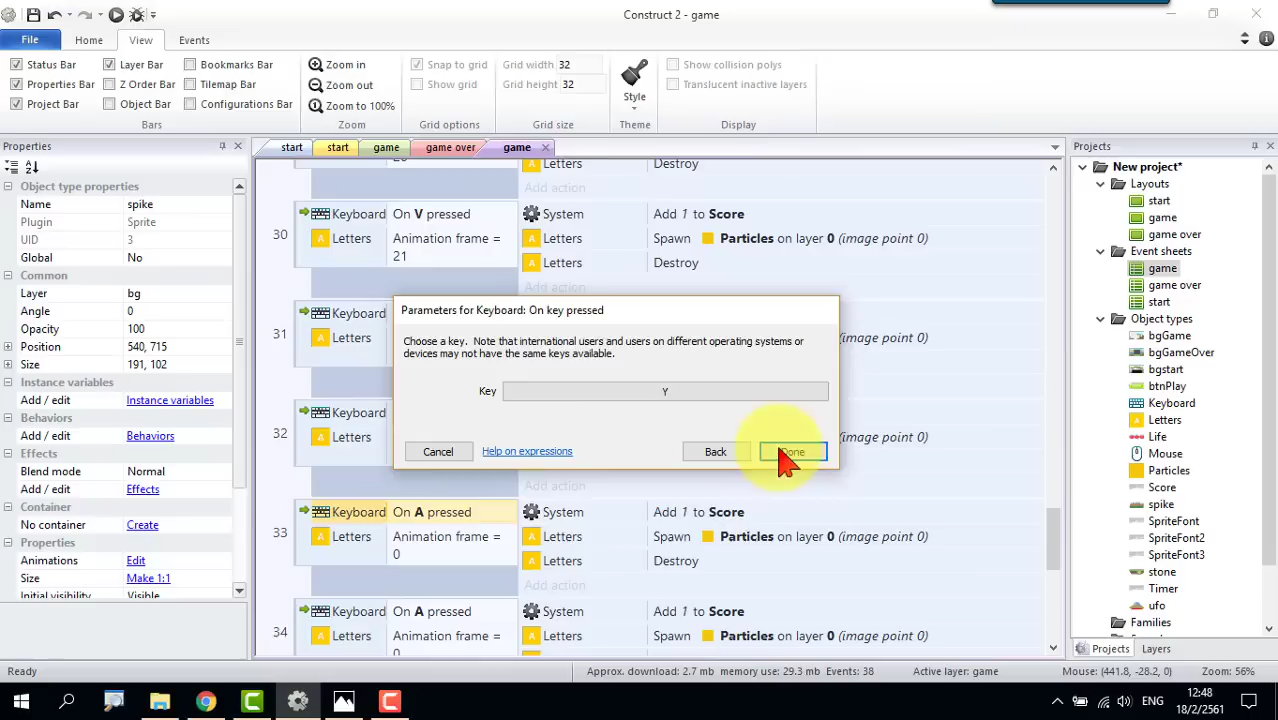 Construct 2 - game
File
Home
View
Events
Status Bar
Layer Bar
Bookmarks Bar
Properties Bar
Z Order Bar
Tilemap Bar
Project Bar
Object Bar
Configurations Bar
Bars
Zoom in
Zoom out
Zoom to 100%
Zoom
Snap to grid
Show grid
Grid options
Grid width 32
Grid height 32
Grid size
Style
Theme
Show collision polys
Translucent inactive layers
Display
Properties
Object type properties
Name spike
Plugin Sprite
UID 3
Global No
Common
Layer bg
Angle 0
Opacity 100
Position 540, 715
Size 191, 102
Instance variables
Add / edit Instance variables
Behaviors
Add / edit Behaviors
Effects
Blend mode Normal
Add / edit Effects
Container
No container Create
Properties
Animations Edit
Size Make 1:1
Initial visibility Visible
start
start
game
game over
game
Letters Destroy
Add action
30
Keyboard On V pressed
Letters Animation frame = 21
System Add 1 to Score
Letters Spawn Particles on layer 0 (image point 0)
Letters Destroy
Add action
31
Keyboard
Letters
layer 0 (image point 0)
Parameters for Keyboard: On key pressed
Choose a key. Note that international users and users on different operating systems or
devices may not have the same keys available.
Key Y
Cancel
Help on expressions
Back
Done
32
Keyboard
Letters
layer 0 (image point 0)
Add action
33
Keyboard On A pressed
Letters Animation frame = 0
System Add 1 to Score
Letters Spawn Particles on layer 0 (image point 0)
Letters Destroy
Add action
34
Keyboard On A pressed
Letters Animation frame = 0
System Add 1 to Score
Letters Spawn Particles on layer 0 (image point 0)
Projects
New project*
Layouts
start
game
game over
Event sheets
game
game over
start
Object types
bgGame
bgGameOver
bgstart
btnPlay
Keyboard
Letters
Life
Mouse
Particles
Score
spike
SpriteFont
SpriteFont2
SpriteFont3
stone
Timer
ufo
Families
Projects
Layers
Ready
Approx. download: 2.7 mb memory use: 29.3 mb Events: 38
Active layer: game
Mouse: (441.8, -28.2, 0)
Zoom: 56%
ENG
12:48
18/2/2561